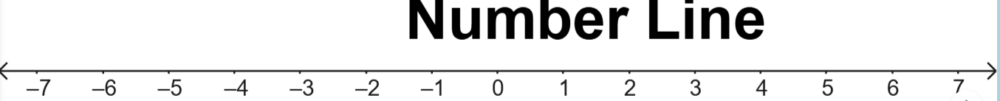 Number Line
–7 –6 –5 –4 –3 –2 –1 0 1 2 3 4 5 6 7